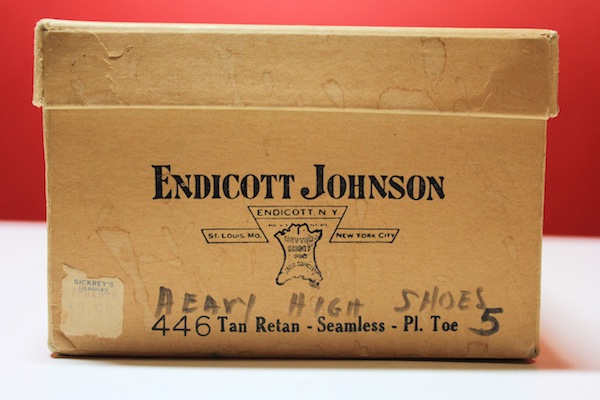 ENDICOTT JOHNSON
ENDICOTT, N.Y.
ST. LOUIS, MO.
NEW YORK CITY
SICKREY'S
HEAVY HIGH SHOES
446 Tan Retan - Seamless - Pl. Toe 5